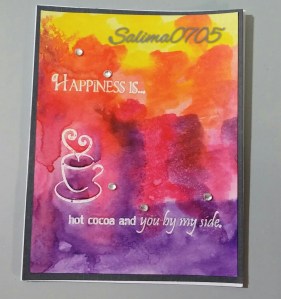 Salima0705
HAPPINESS IS...
hot cocoa and you by my side.